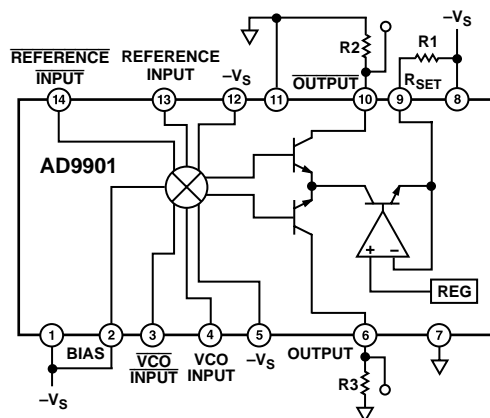 –VS
R2
R1
REFERENCE
INPUT
REFERENCE
INPUT
–VS
OUTPUT
RSET
14
13
12
11
10
9
8
AD9901
+
–
REG
1
2
3
4
5
6
7
BIAS
VCO
INPUT
VCO
INPUT
–VS
OUTPUT
–VS
R3